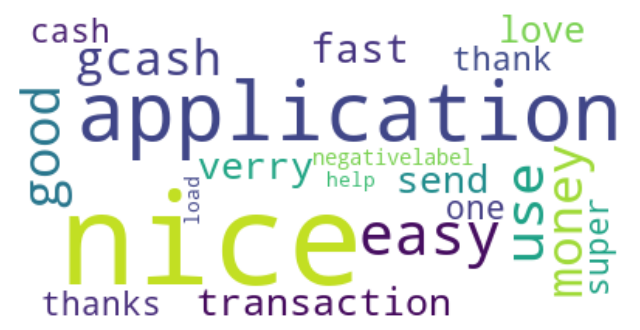 cash
love
gcash
fast
thank
application
good
verry
negativelabel
help
send
load
one
nice
easy
use
money
super
thanks
transaction